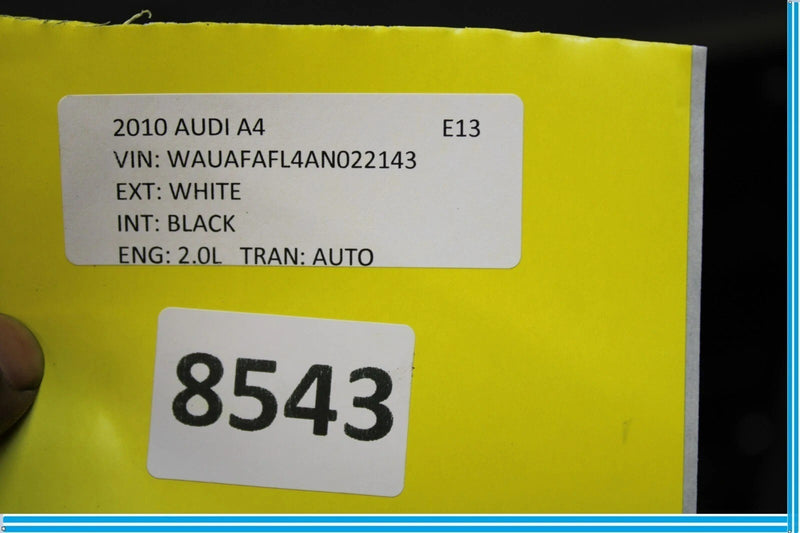 2010 AUDI A4 E13
VIN: WAUAFAFL4AN022143
EXT: WHITE
INT: BLACK
ENG: 2.0L TRAN: AUTO
8543